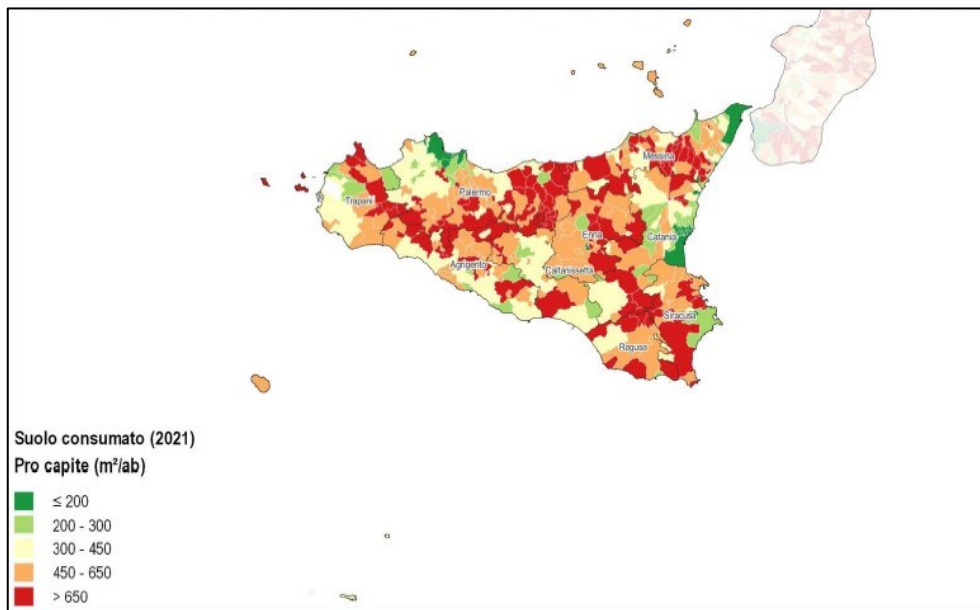 Messina
Palermo
Trapani
Enna
Catania
Agrigento
Caltanissetta
Siracusa
Ragusa
Suolo consumato (2021)
Pro capite (m²/ab)
≤ 200
200 - 300
300 - 450
450 - 650
> 650